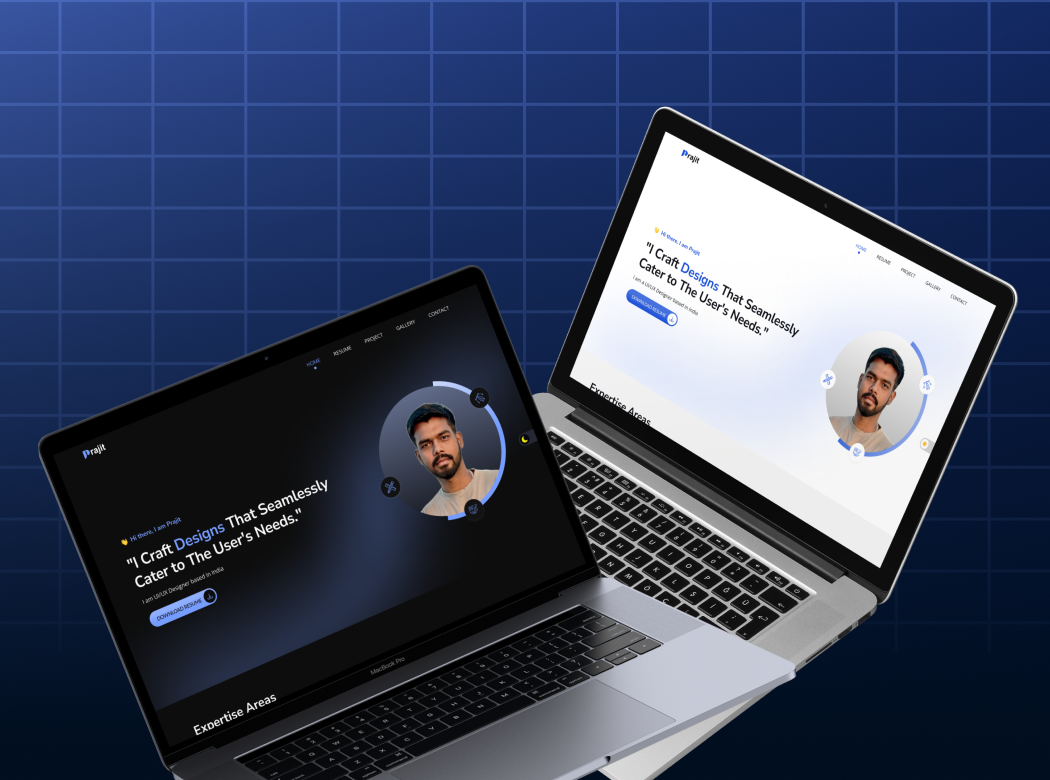 Prajit
HOME
RESUME
PROJECT
GALLERY
CONTACT
👋 Hi there, I am Prajit
"I Craft Designs That Seamlessly
Cater to The User's Needs."
I am UI/UX Designer based in India
DOWNLOAD RESUME
Expertise Areas
Prajit
HOME
RESUME
PROJECT
GALLERY
CONTACT
👋 Hi there, I am Prajit
"I Craft Designs That Seamlessly
Cater to The User's Needs."
I am UI/UX Designer based in India
DOWNLOAD RESUME
Expertise Areas
MacBook Pro